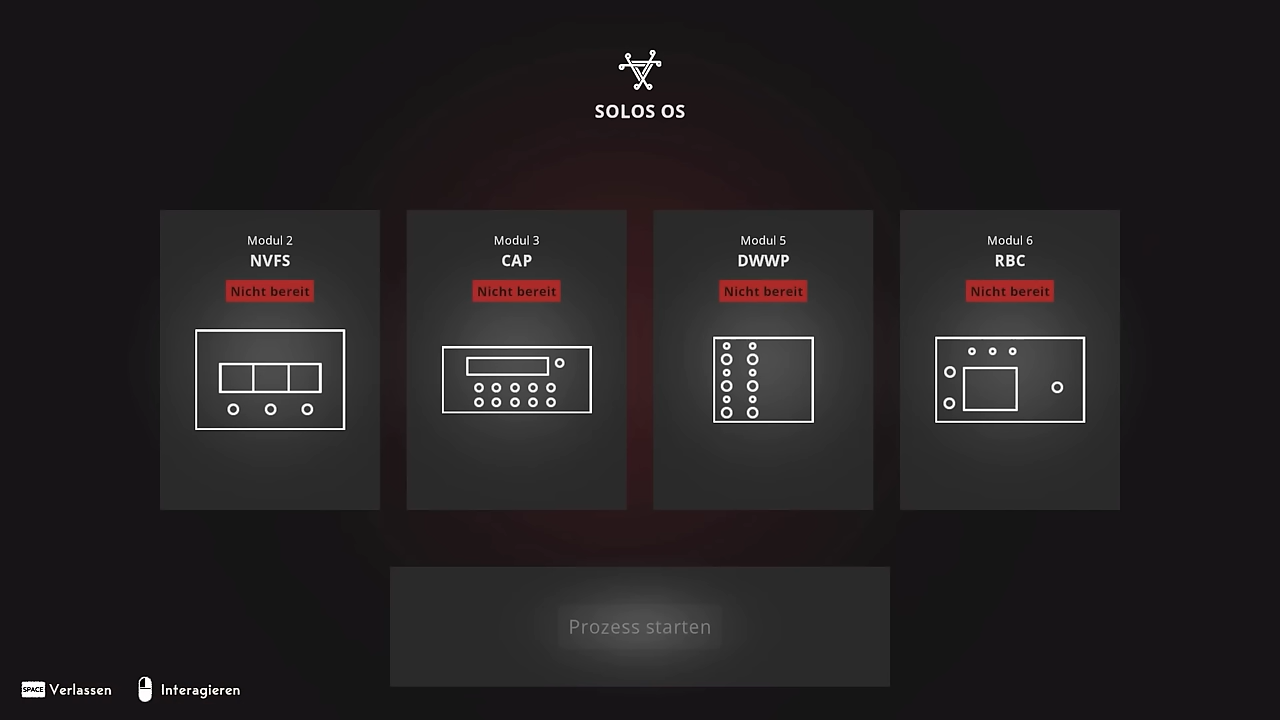 SOLOS OS
Modul 2
NVFS
Nicht bereit
Modul 3
CAP
Nicht bereit
Modul 5
DWWP
Nicht bereit
Modul 6
RBC
Nicht bereit
Prozess starten
SPACE Verlassen
Interagieren